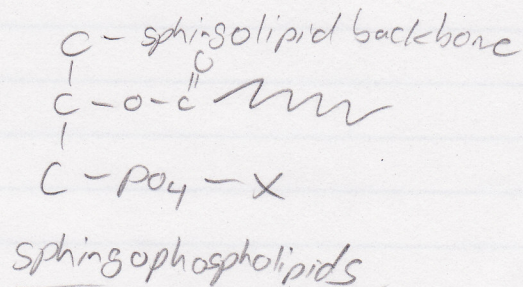 C - sphingolipid backbone
O
C - O - C
C - PO4 - X
sphingophospholipids